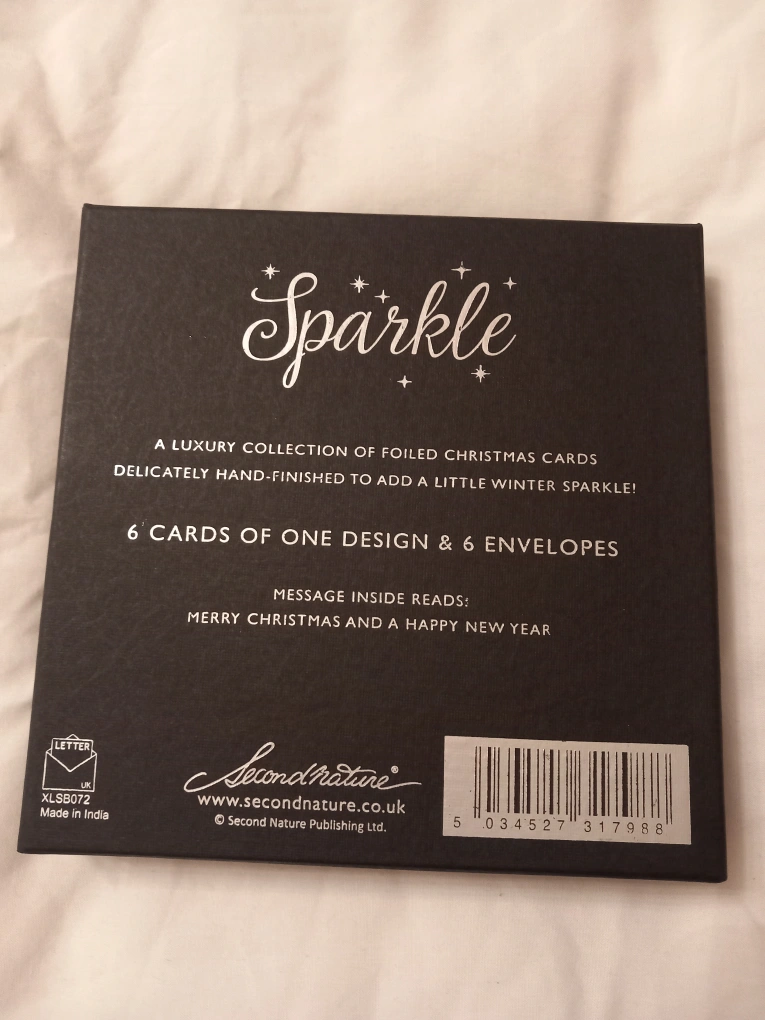 Sparkle
A LUXURY COLLECTION OF FOILED CHRISTMAS CARDS
DELICATELY HAND-FINISHED TO ADD A LITTLE WINTER SPARKLE!
6 CARDS OF ONE DESIGN & 6 ENVELOPES
MESSAGE INSIDE READS:
MERRY CHRISTMAS AND A HAPPY NEW YEAR
LETTER
UK
XLSB072
Made in India
Second nature®
www.secondnature.co.uk
© Second Nature Publishing Ltd.
5 034527 317988